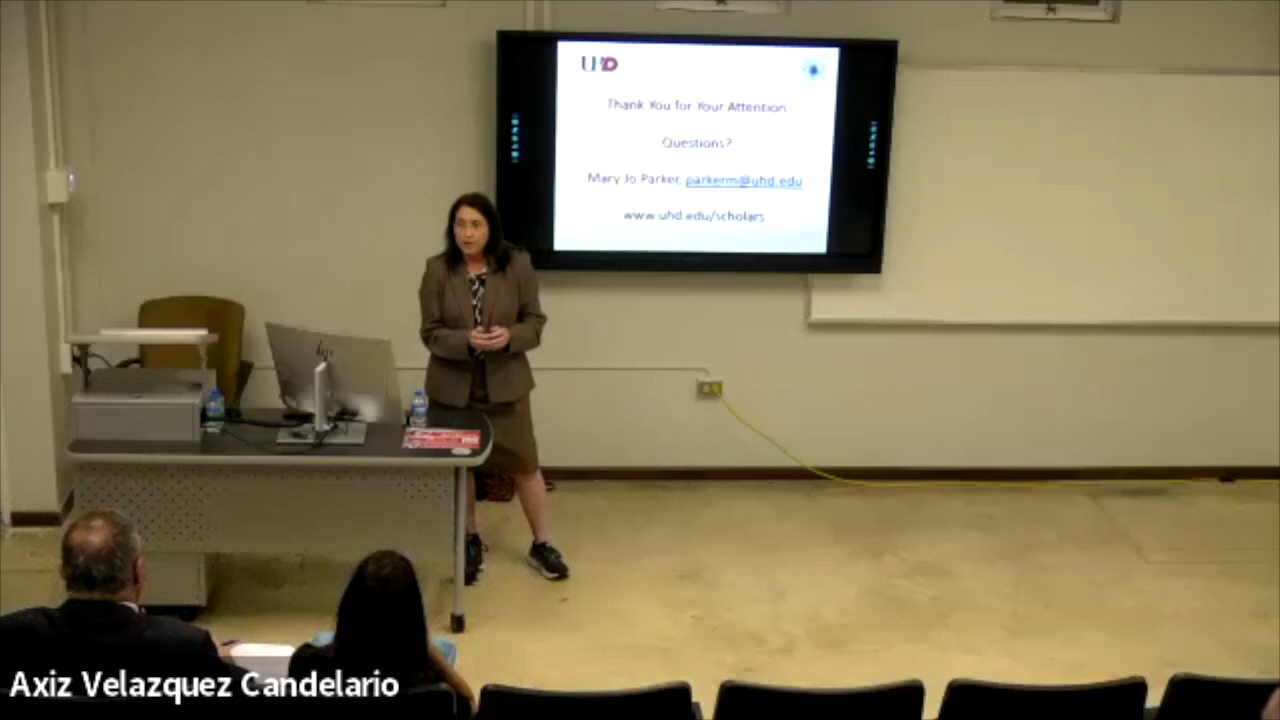 UHD
Thank You for Your Attention
Questions?
Mary Jo Parker, parkerm@uhd.edu
www.uhd.edu/scholars
hp
Axiz Velazquez Candelario